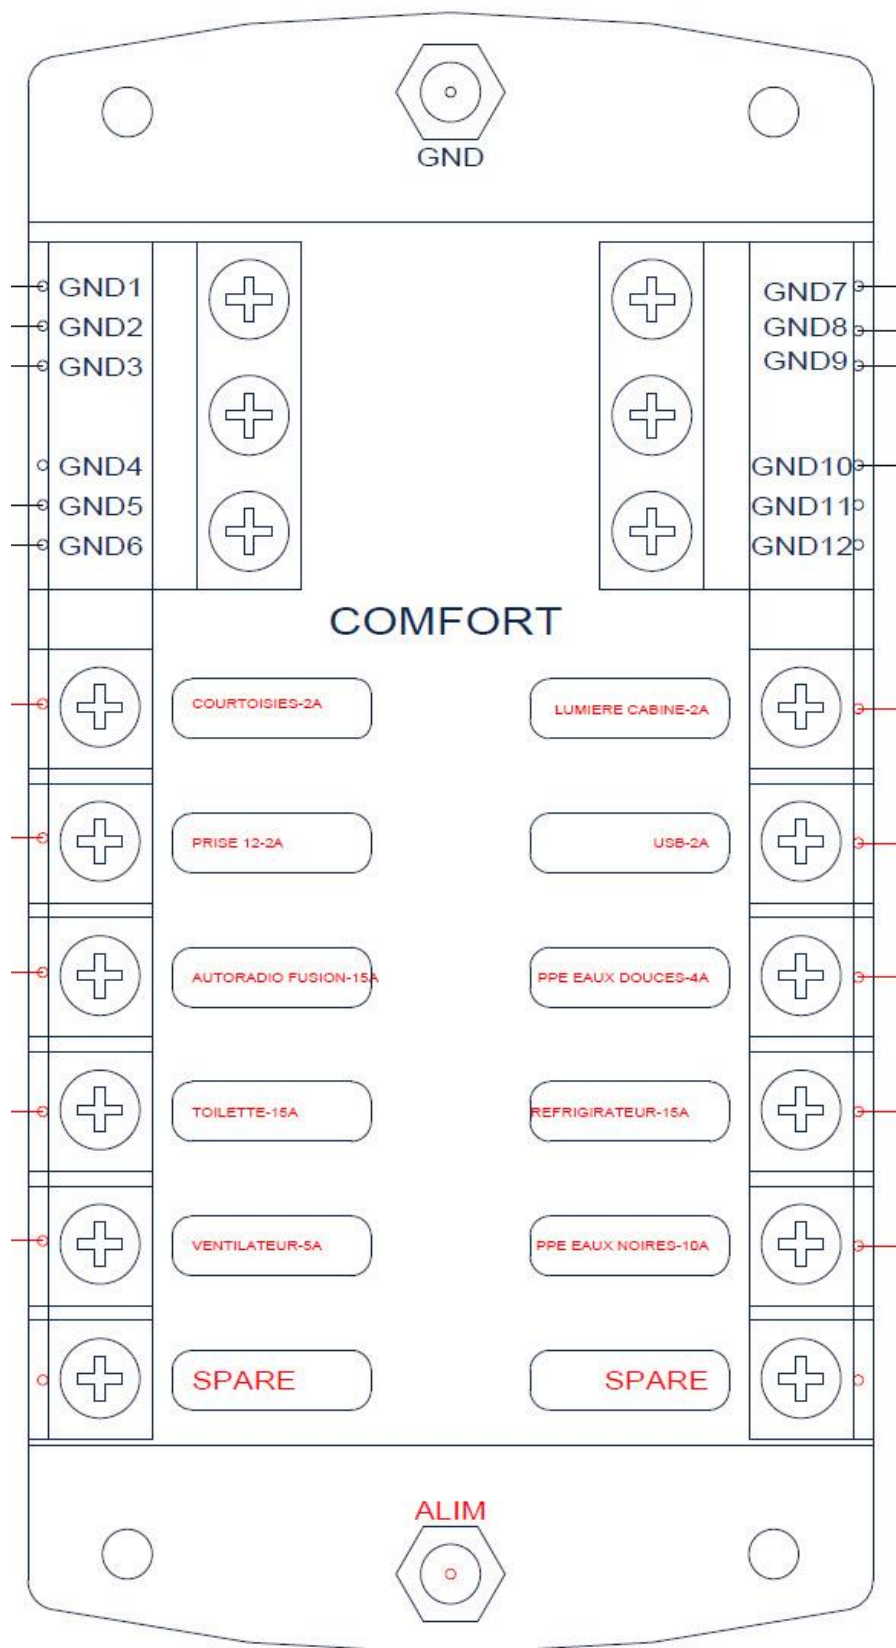 GND
GND1
GND7
GND2
GND8
GND3
GND9
GND4
GND10
GND5
GND11
GND6
GND12
COMFORT
COURTOISIES-2A
LUMIERE CABINE-2A
PRISE 12-2A
USB-2A
AUTORADIO FUSION-15A
PPE EAUX DOUCES-4A
TOILETTE-15A
REFRIGIRATEUR-15A
VENTILATEUR-5A
PPE EAUX NOIRES-10A
SPARE
SPARE
ALIM